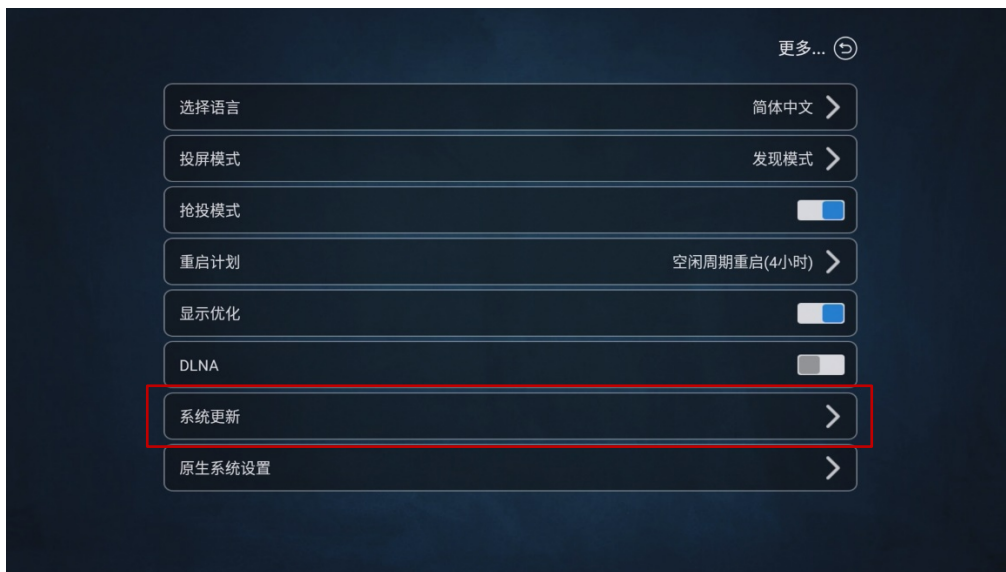 更多...
选择语言 简体中文
投屏模式 发现模式
抢投模式
重启计划 空闲周期重启(4小时)
显示优化
DLNA
系统更新
原生系统设置